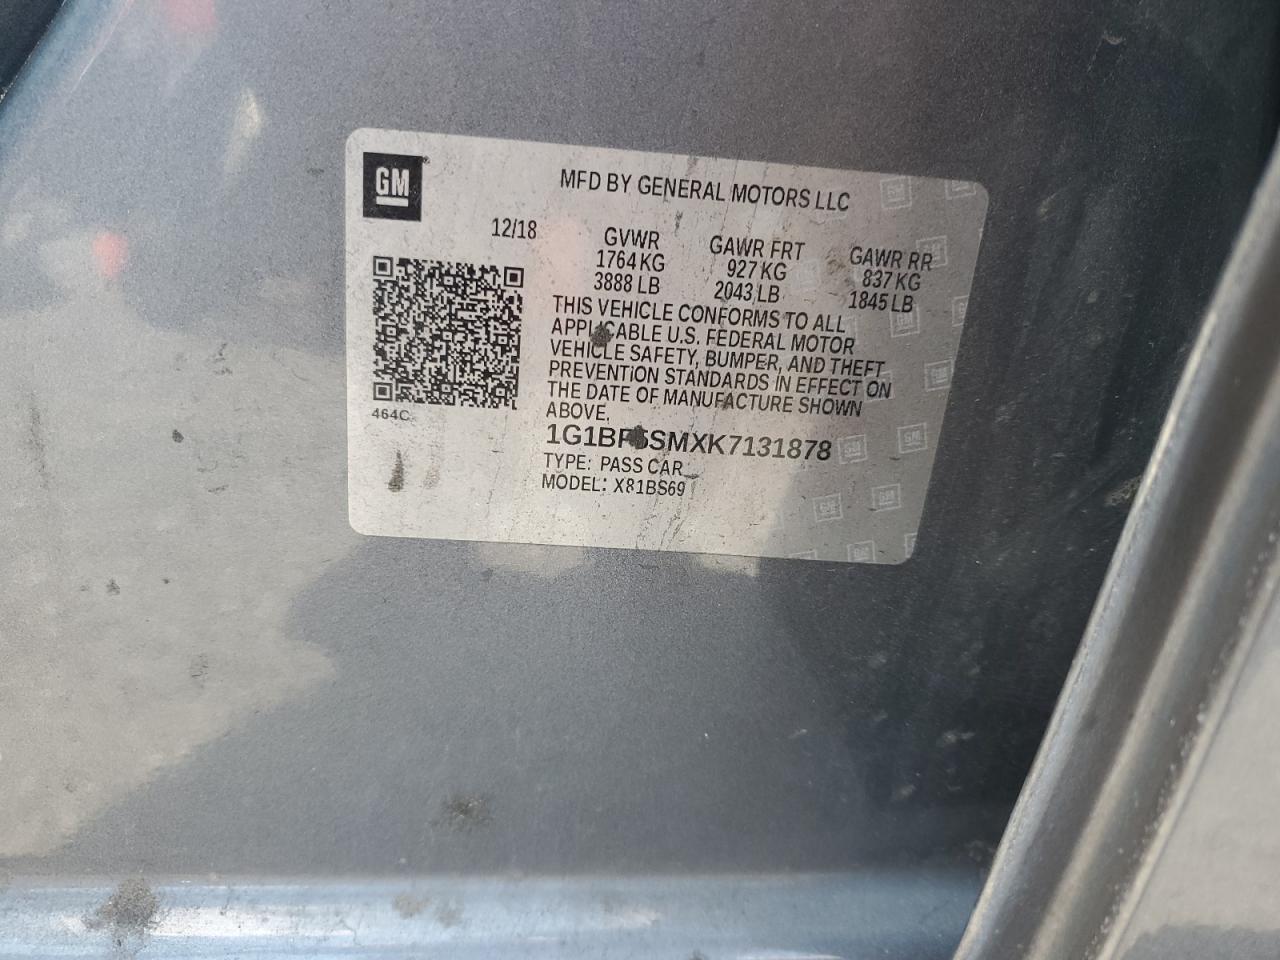 GM
MFD BY GENERAL MOTORS LLC
12/18
GVWR GAWR FRT GAWR RR
1764 KG 927 KG 837 KG
3888 LB 2043 LB 1845 LB
THIS VEHICLE CONFORMS TO ALL
APPLICABLE U.S. FEDERAL MOTOR
VEHICLE SAFETY, BUMPER, AND THEFT
PREVENTION STANDARDS IN EFFECT ON
THE DATE OF MANUFACTURE SHOWN
ABOVE.
464C
1G1BF5SMXK7131878
TYPE: PASS CAR
MODEL: X81BS69